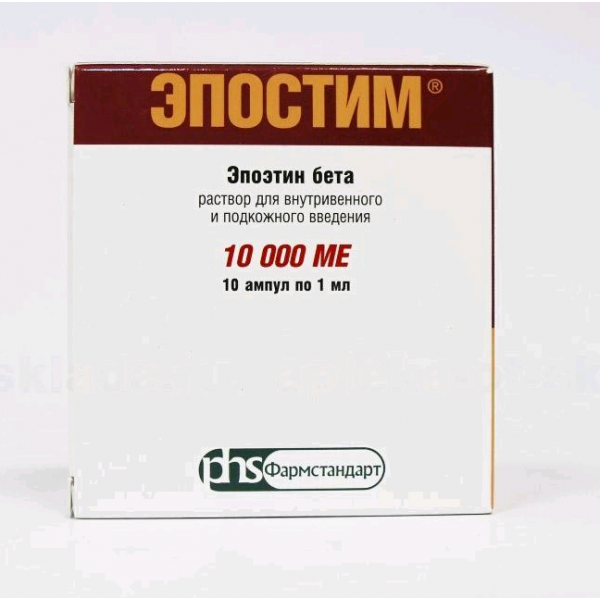 ЭПОСТИМ®
Эпоэтин бета
раствор для внутривенного
и подкожного введения
10 000 МЕ
10 ампул по 1 мл
phs Фармстандарт